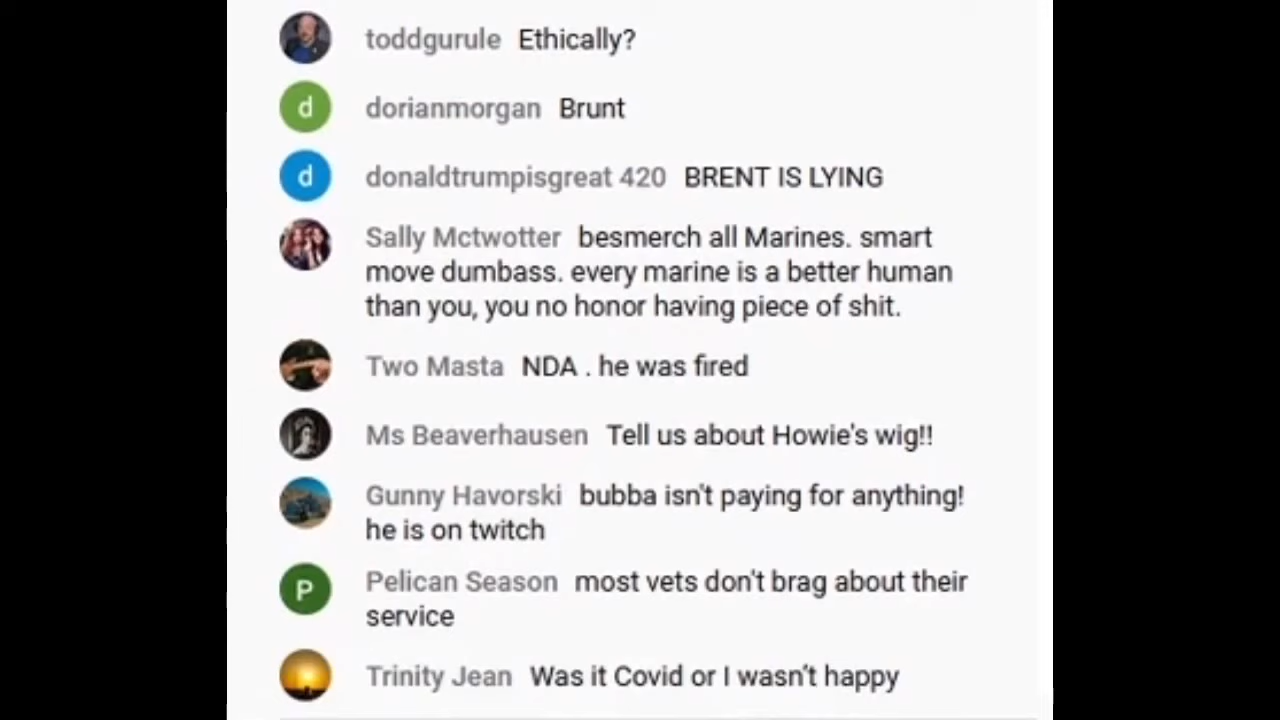 toddgurule Ethically?
d dorianmorgan Brunt
d donaldtrumpisgreat 420 BRENT IS LYING
Sally Mctwotter besmerch all Marines. smart
move dumbass. every marine is a better human
than you, you no honor having piece of shit.
Two Masta NDA . he was fired
Ms Beaverhausen Tell us about Howie's wig!!
Gunny Havorski bubba isn't paying for anything!
he is on twitch
P Pelican Season most vets don't brag about their
service
Trinity Jean Was it Covid or I wasn't happy